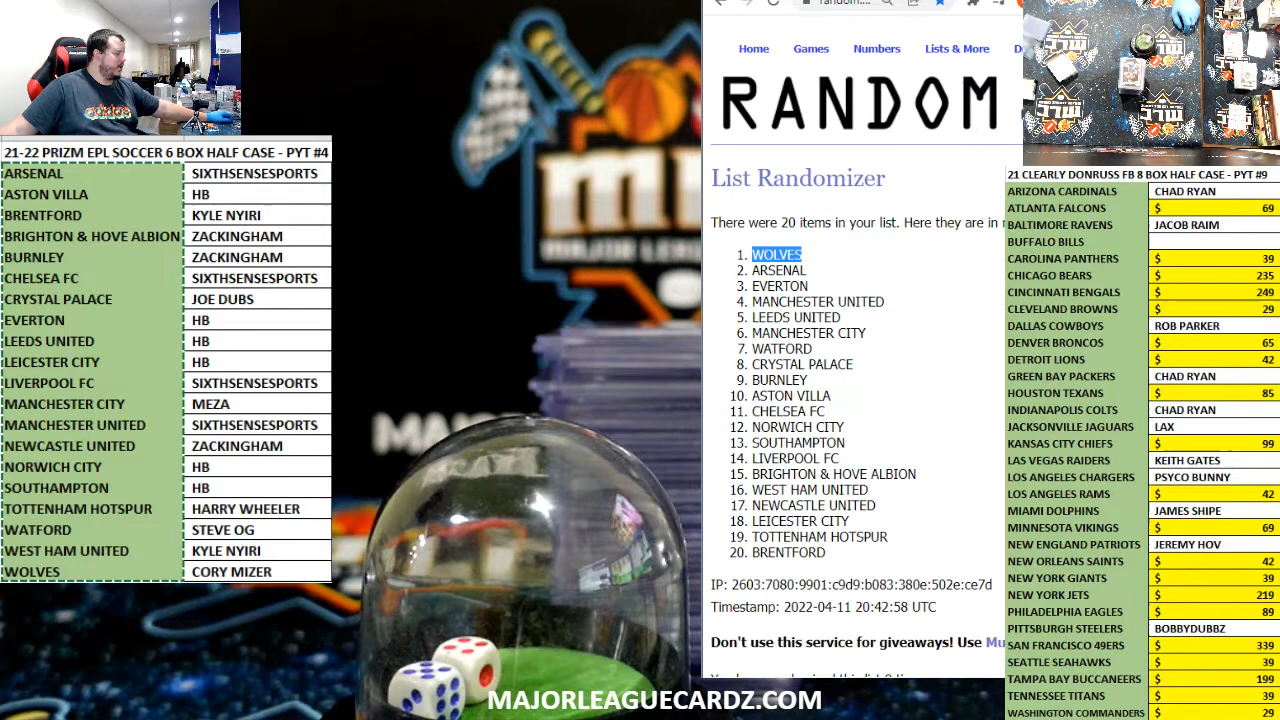 21-22 PRIZM EPL SOCCER 6 BOX HALF CASE - PYT #4
ARSENAL SIXTHSENSESPORTS
ASTON VILLA HB
BRENTFORD KYLE NYIRI
BRIGHTON & HOVE ALBION ZACKINGHAM
BURNLEY ZACKINGHAM
CHELSEA FC SIXTHSENSESPORTS
CRYSTAL PALACE JOE DUBS
EVERTON HB
LEEDS UNITED HB
LEICESTER CITY HB
LIVERPOOL FC SIXTHSENSESPORTS
MANCHESTER CITY MEZA
MANCHESTER UNITED SIXTHSENSESPORTS
NEWCASTLE UNITED ZACKINGHAM
NORWICH CITY HB
SOUTHAMPTON HB
TOTTENHAM HOTSPUR HARRY WHEELER
WATFORD STEVE OG
WEST HAM UNITED KYLE NYIRI
WOLVES CORY MIZER
adidas
MAJOR LEA
random....
Home Games Numbers Lists & More
RANDOM
List Randomizer
There were 20 items in your list. Here they are in
1. WOLVES
2. ARSENAL
3. EVERTON
4. MANCHESTER UNITED
5. LEEDS UNITED
6. MANCHESTER CITY
7. WATFORD
8. CRYSTAL PALACE
9. BURNLEY
10. ASTON VILLA
11. CHELSEA FC
12. NORWICH CITY
13. SOUTHAMPTON
14. LIVERPOOL FC
15. BRIGHTON & HOVE ALBION
16. WEST HAM UNITED
17. NEWCASTLE UNITED
18. LEICESTER CITY
19. TOTTENHAM HOTSPUR
20. BRENTFORD
IP: 2603:7080:9901:c9d9:b083:380e:502e:ce7d
Timestamp: 2022-04-11 20:42:58 UTC
Don't use this service for giveaways! Use
21 CLEARLY DONRUSS FB 8 BOX HALF CASE - PYT #9
ARIZONA CARDINALS CHAD RYAN
ATLANTA FALCONS $ 69
BALTIMORE RAVENS JACOB RAIM
BUFFALO BILLS
CAROLINA PANTHERS $ 39
CHICAGO BEARS $ 235
CINCINNATI BENGALS $ 249
CLEVELAND BROWNS $ 29
DALLAS COWBOYS ROB PARKER
DENVER BRONCOS $ 65
DETROIT LIONS $ 42
GREEN BAY PACKERS CHAD RYAN
HOUSTON TEXANS $ 85
INDIANAPOLIS COLTS CHAD RYAN
JACKSONVILLE JAGUARS LAX
KANSAS CITY CHIEFS $ 99
LAS VEGAS RAIDERS KEITH GATES
LOS ANGELES CHARGERS PSYCO BUNNY
LOS ANGELES RAMS $ 42
MIAMI DOLPHINS JAMES SHIPE
MINNESOTA VIKINGS $ 69
NEW ENGLAND PATRIOTS JEREMY HOV
NEW ORLEANS SAINTS $ 42
NEW YORK GIANTS $ 39
NEW YORK JETS $ 219
PHILADELPHIA EAGLES $ 89
PITTSBURGH STEELERS BOBBYDUBBZ
SAN FRANCISCO 49ERS $ 339
SEATTLE SEAHAWKS $ 39
TAMPA BAY BUCCANEERS $ 199
TENNESSEE TITANS $ 39
WASHINGTON COMMANDERS $ 29
MAJORLEAGUECARDZ.COM